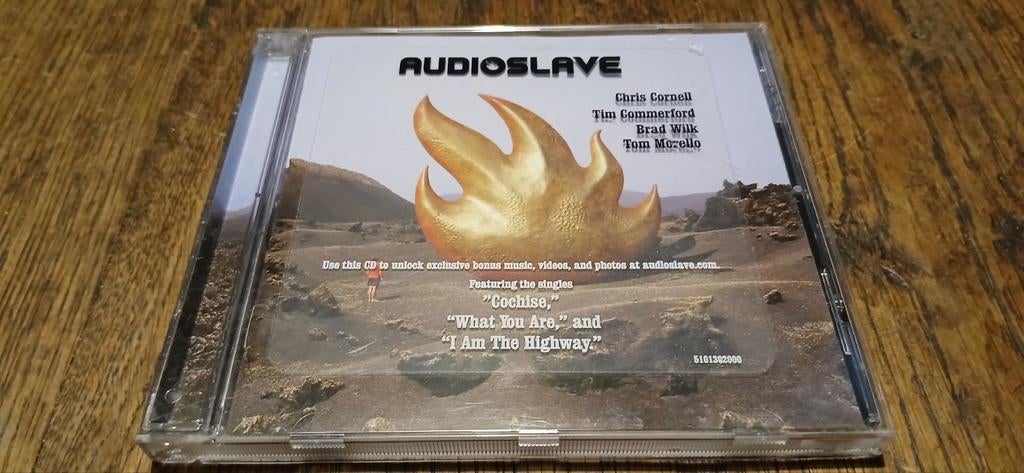 AUDIOSLAVE
Chris Cornell
Tim Commerford
Brad Wilk
Tom Morello
Use this CD to unlock exclusive bonus music, videos, and photos at audioslave.com.
Featuring the singles
"Cochise,"
"What You Are," and
"I Am The Highway."
5101302000